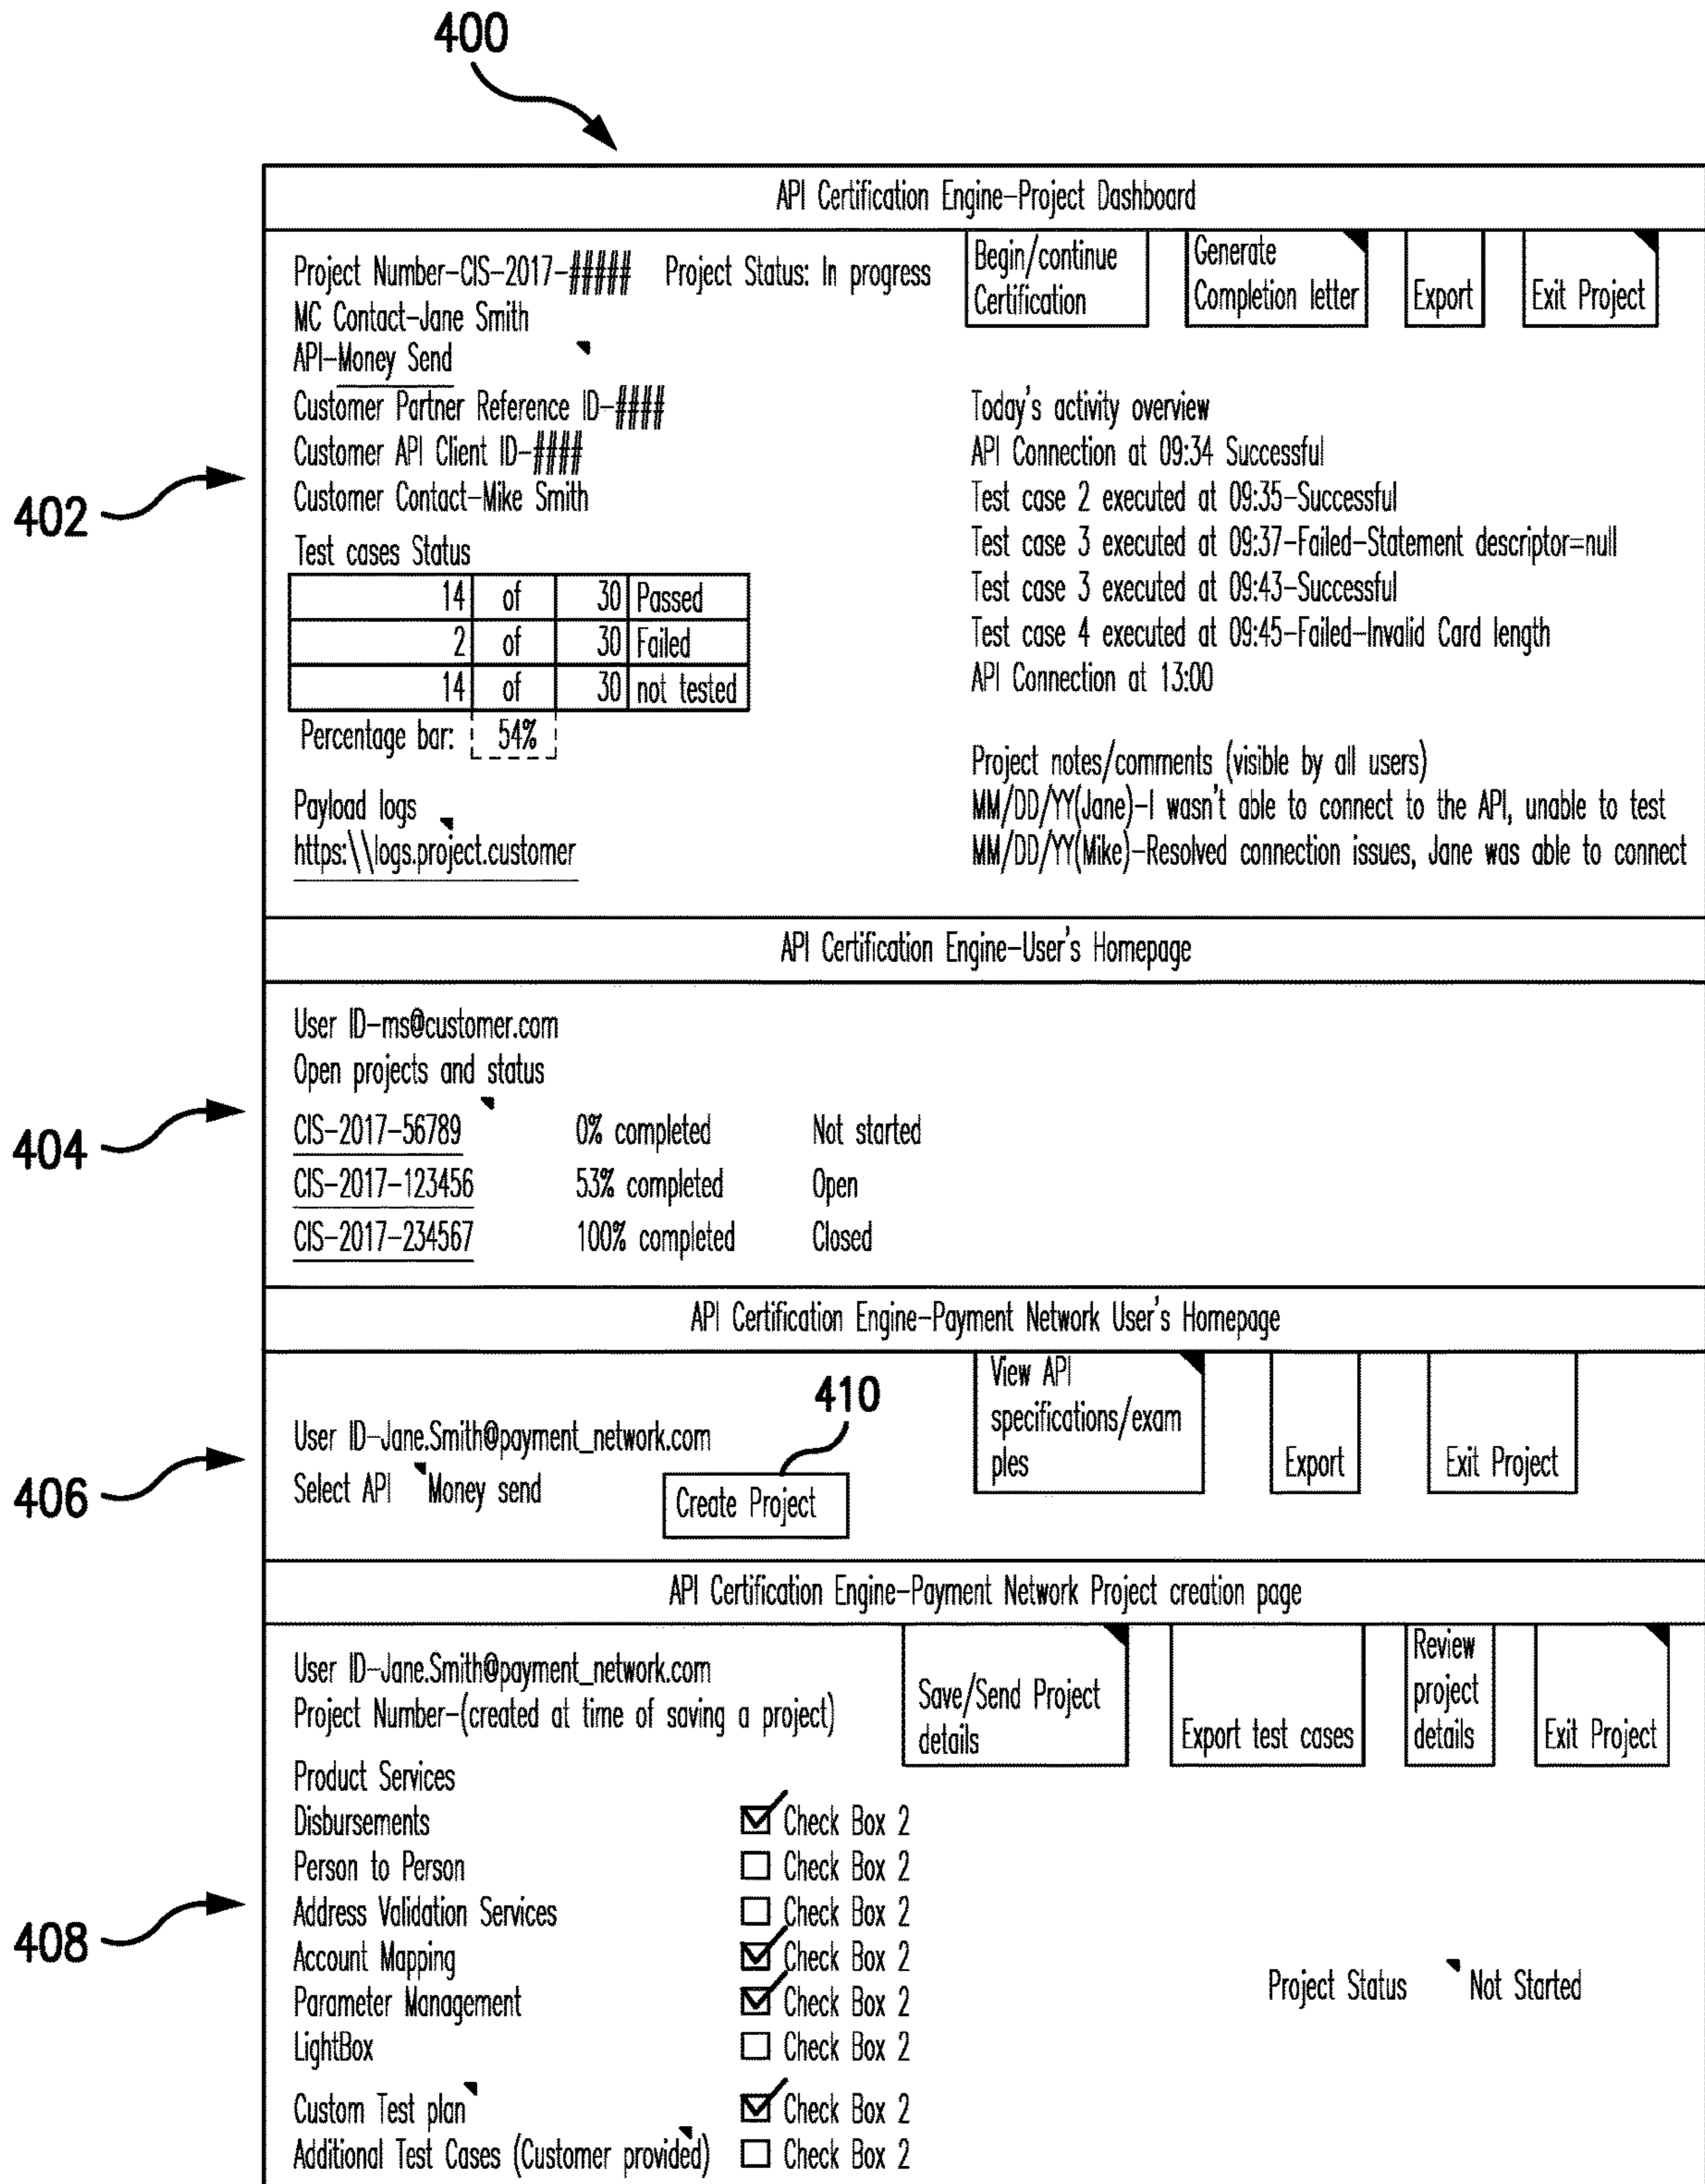 400
API Certification Engine-Project Dashboard
Project Number-CIS-2017-##### Project Status: In progress
Begin/continue
Certification
Generate
Completion letter
Export
Exit Project
MC Contact-Jane Smith
API-Money Send
Customer Partner Reference ID-####
Customer API Client ID-####
Customer Contact-Mike Smith
402
Test cases Status
14 of 30 Passed
2 of 30 Failed
14 of 30 not tested
Percentage bar: 54%
Payload logs
https:\\logs.project.customer
Today's activity overview
API Connection at 09:34 Successful
Test case 2 executed at 09:35-Successful
Test case 3 executed at 09:37-Failed-Statement descriptor=null
Test case 3 executed at 09:43-Successful
Test case 4 executed at 09:45-Failed-Invalid Card length
API Connection at 13:00
Project notes/comments (visible by all users)
MM/DD/YY(Jane)-I wasn't able to connect to the API, unable to test
MM/DD/YY(Mike)-Resolved connection issues, Jane was able to connect
API Certification Engine-User's Homepage
User ID-ms@customer.com
Open projects and status
404
CIS-2017-56789 0% completed Not started
CIS-2017-123456 53% completed Open
CIS-2017-234567 100% completed Closed
API Certification Engine-Payment Network User's Homepage
User ID-Jane.Smith@payment_network.com
406
Select API Money send
410
Create Project
View API
specifications/exam
ples
Export
Exit Project
API Certification Engine-Payment Network Project creation page
User ID-Jane.Smith@payment_network.com
Project Number-(created at time of saving a project)
Save/Send Project
details
Export test cases
Review
project
details
Exit Project
Product Services
Disbursements Check Box 2
Person to Person Check Box 2
Address Validation Services Check Box 2
408
Account Mapping Check Box 2
Parameter Management Check Box 2
LightBox Check Box 2
Project Status Not Started
Custom Test plan Check Box 2
Additional Test Cases (Customer provided) Check Box 2